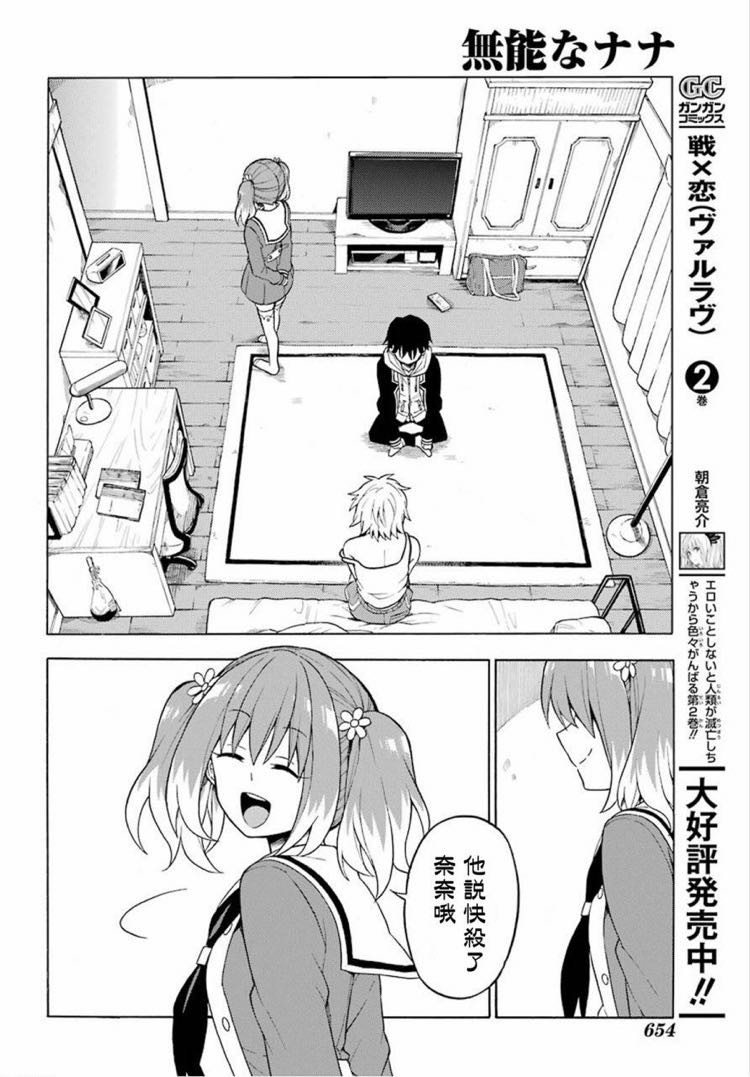 無能なナナ
GC
ガンガン
コミックス
戦×恋(ヴァルラヴ)
2
巻
朝倉亮介
エロいことしないと人類が滅亡しち
ゃうから色々がんばる第2巻!!
大好評発売中!!
他説快殺了
奈奈哦
654